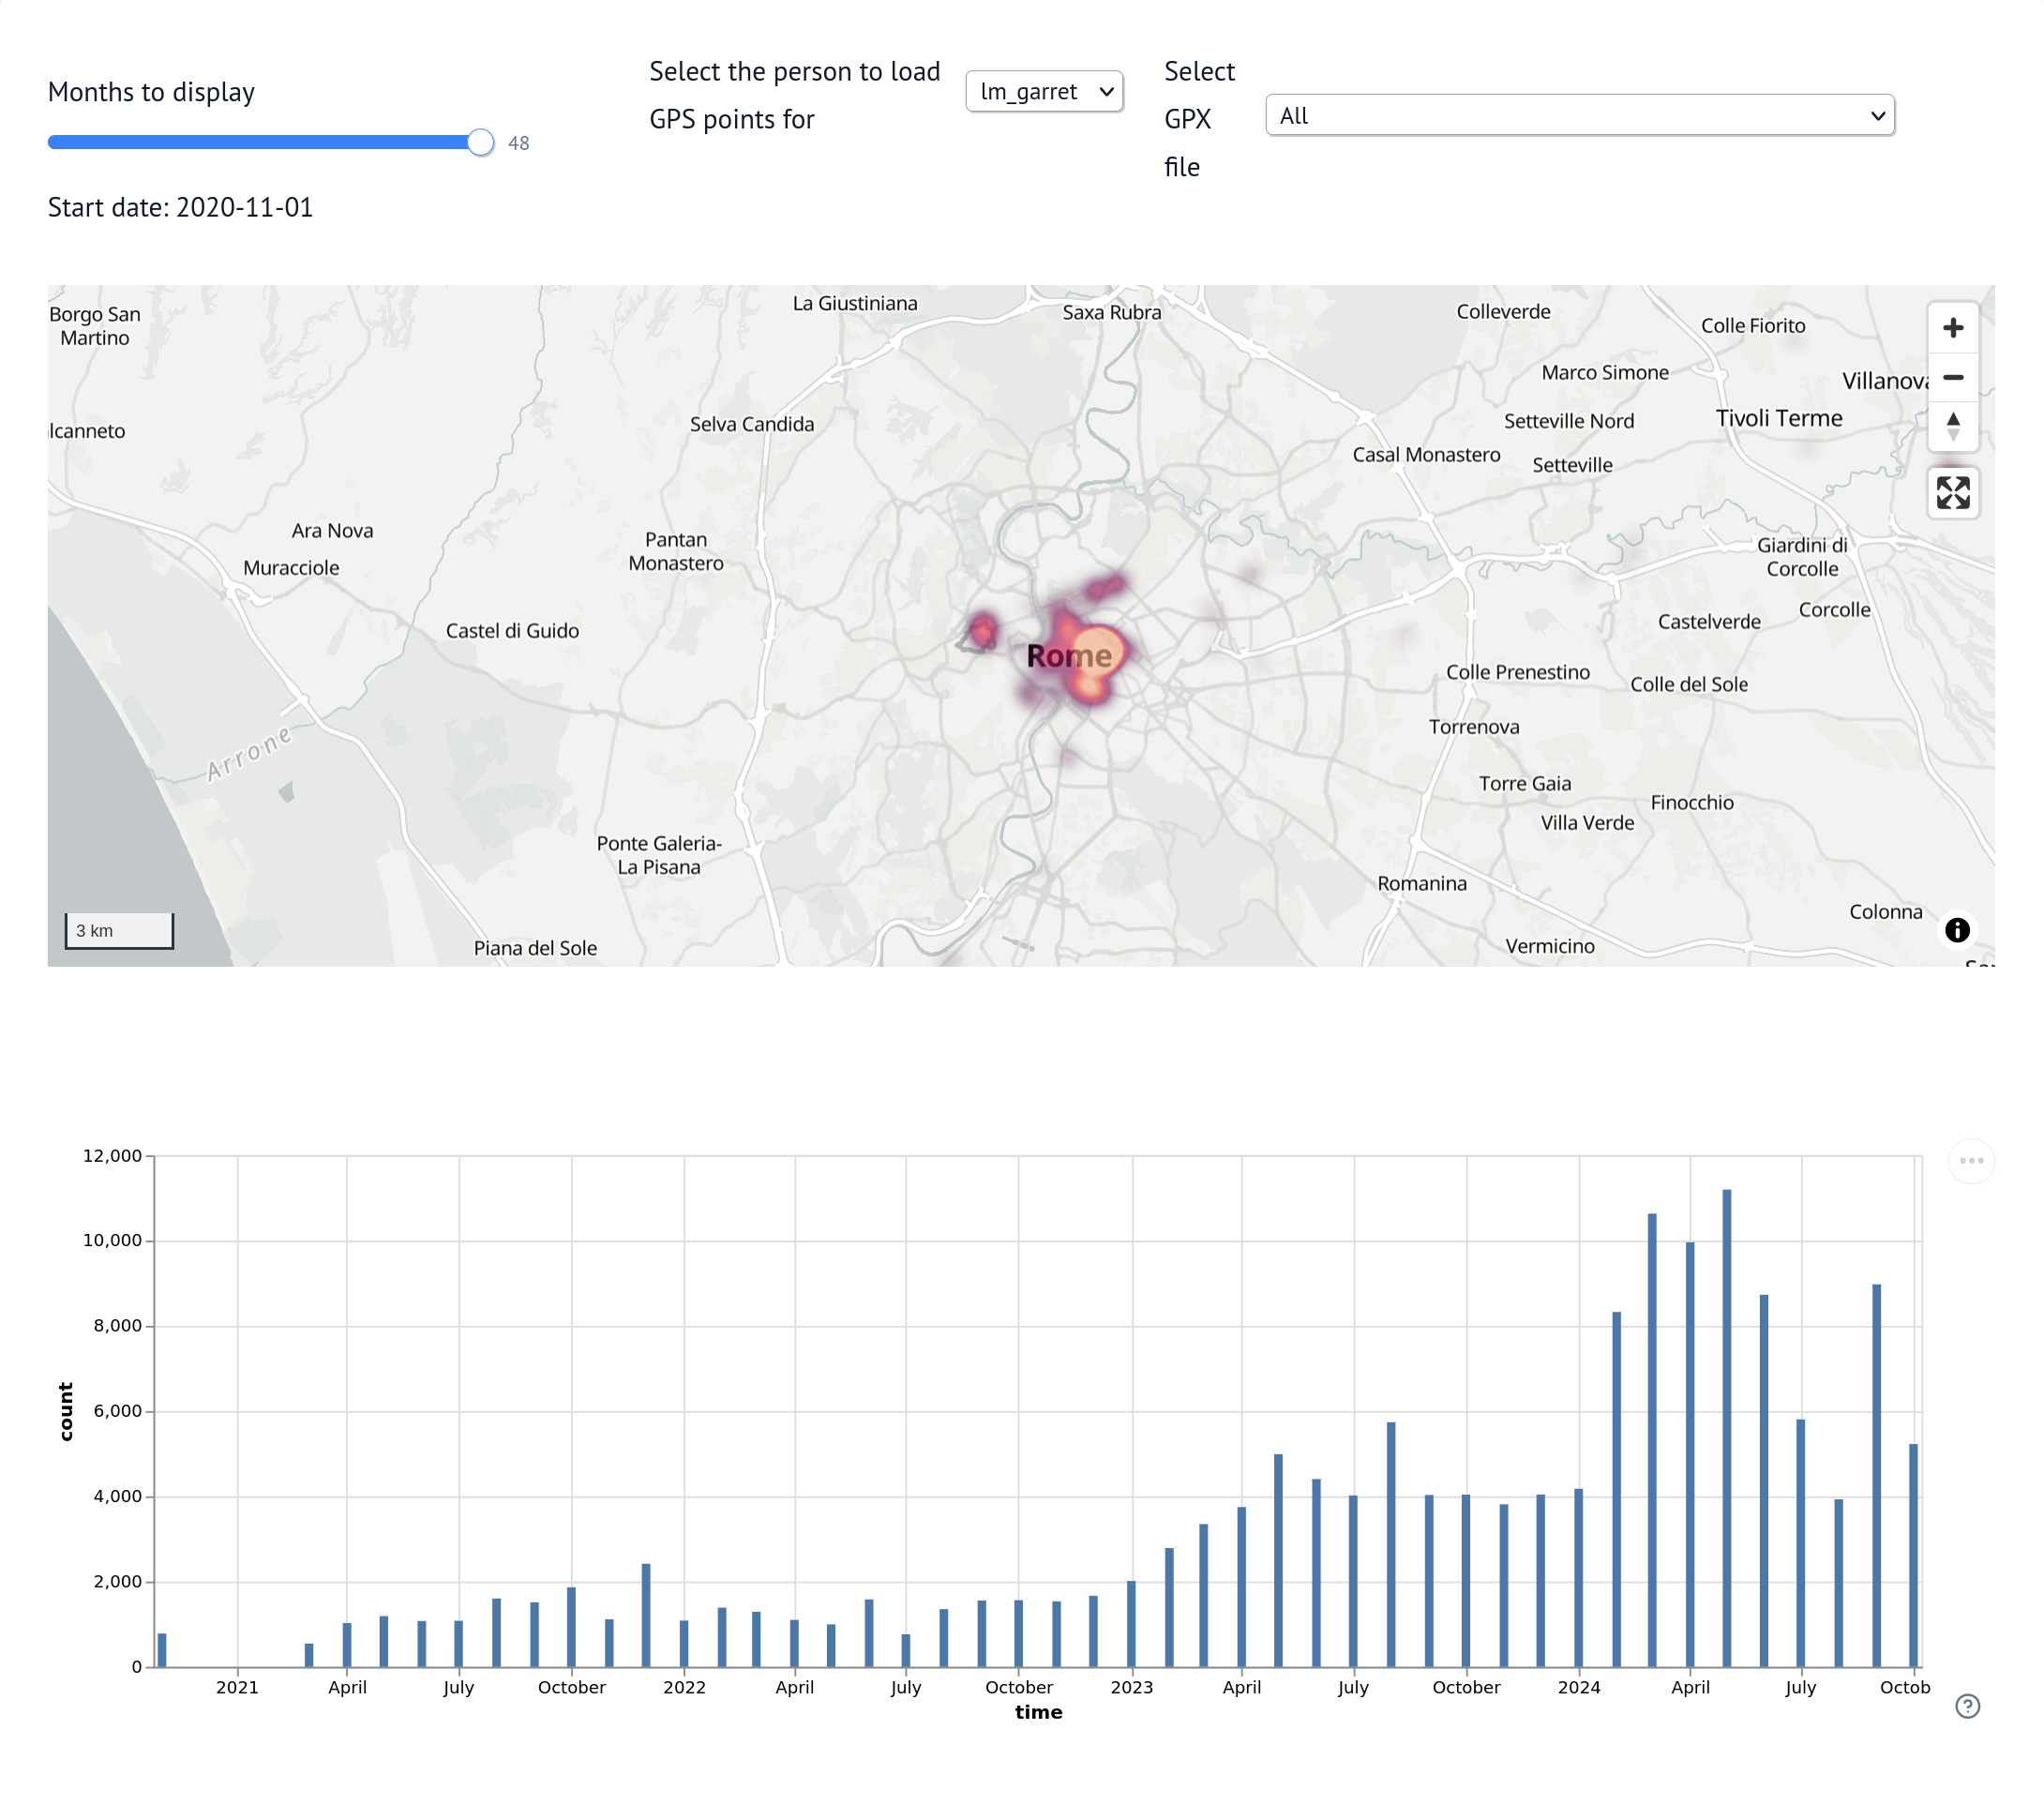 Months to display
48
Start date: 2020-11-01
Select the person to load
GPS points for
lm_garret
Select
GPX
file
All
Borgo San
Martino
La Giustiniana
Saxa Rubra
Colleverde
Colle Fiorito
Marco Simone
Villanova
lcanneto
Selva Candida
Setteville Nord
Tivoli Terme
Casal Monastero
Setteville
Ara Nova
Muracciole
Pantan
Monastero
Giardini di
Corcolle
Castel di Guido
Rome
Castelverde
Corcolle
Colle Prenestino
Colle del Sole
Arrone
Torrenova
Torre Gaia
Finocchio
Villa Verde
Ponte Galeria-
La Pisana
Romanina
Colonna
3 km
Piana del Sole
Vermicino
12,000
10,000
8,000
6,000
4,000
2,000
0
count
2021
April
July
October
2022
April
July
October
2023
April
July
October
2024
April
July
Octob
time